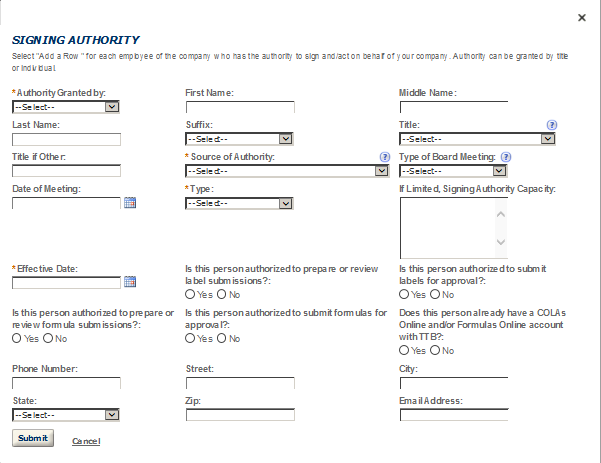 ×
SIGNING AUTHORITY
Select "Add a Row" for each employee of the company who has the authority to sign and/act on behalf of your company. Authority can be granted by title
or individual.
*Authority Granted by: First Name: Middle Name:
--Select--
Last Name: Suffix: Title: ?
--Select-- --Select--
Title if Other: *Source of Authority: ? Type of Board Meeting: ?
--Select-- --Select--
Date of Meeting: *Type: If Limited, Signing Authority Capacity:
--Select--
*Effective Date: Is this person authorized to prepare or review Is this person authorized to submit
label submissions?: labels for approval?:
Yes No Yes No
Is this person authorized to prepare or Is this person authorized to submit formulas for Does this person already have a COLAs
review formula submissions?: approval?: Online and/or Formulas Online account
Yes No Yes No with TTB?:
Yes No
Phone Number: Street: City:
State: Zip: Email Address:
--Select--
Submit Cancel